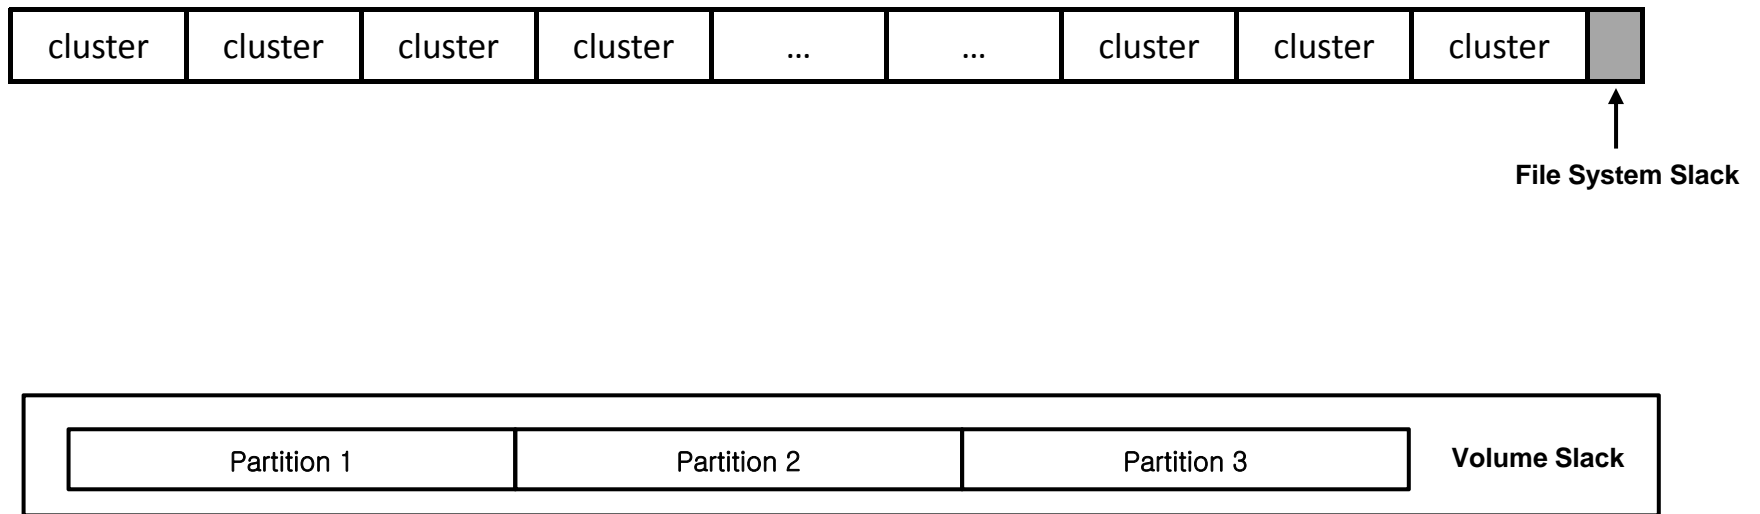 cluster cluster cluster cluster ... ... cluster cluster cluster
File System Slack
Partition 1 Partition 2 Partition 3 Volume Slack